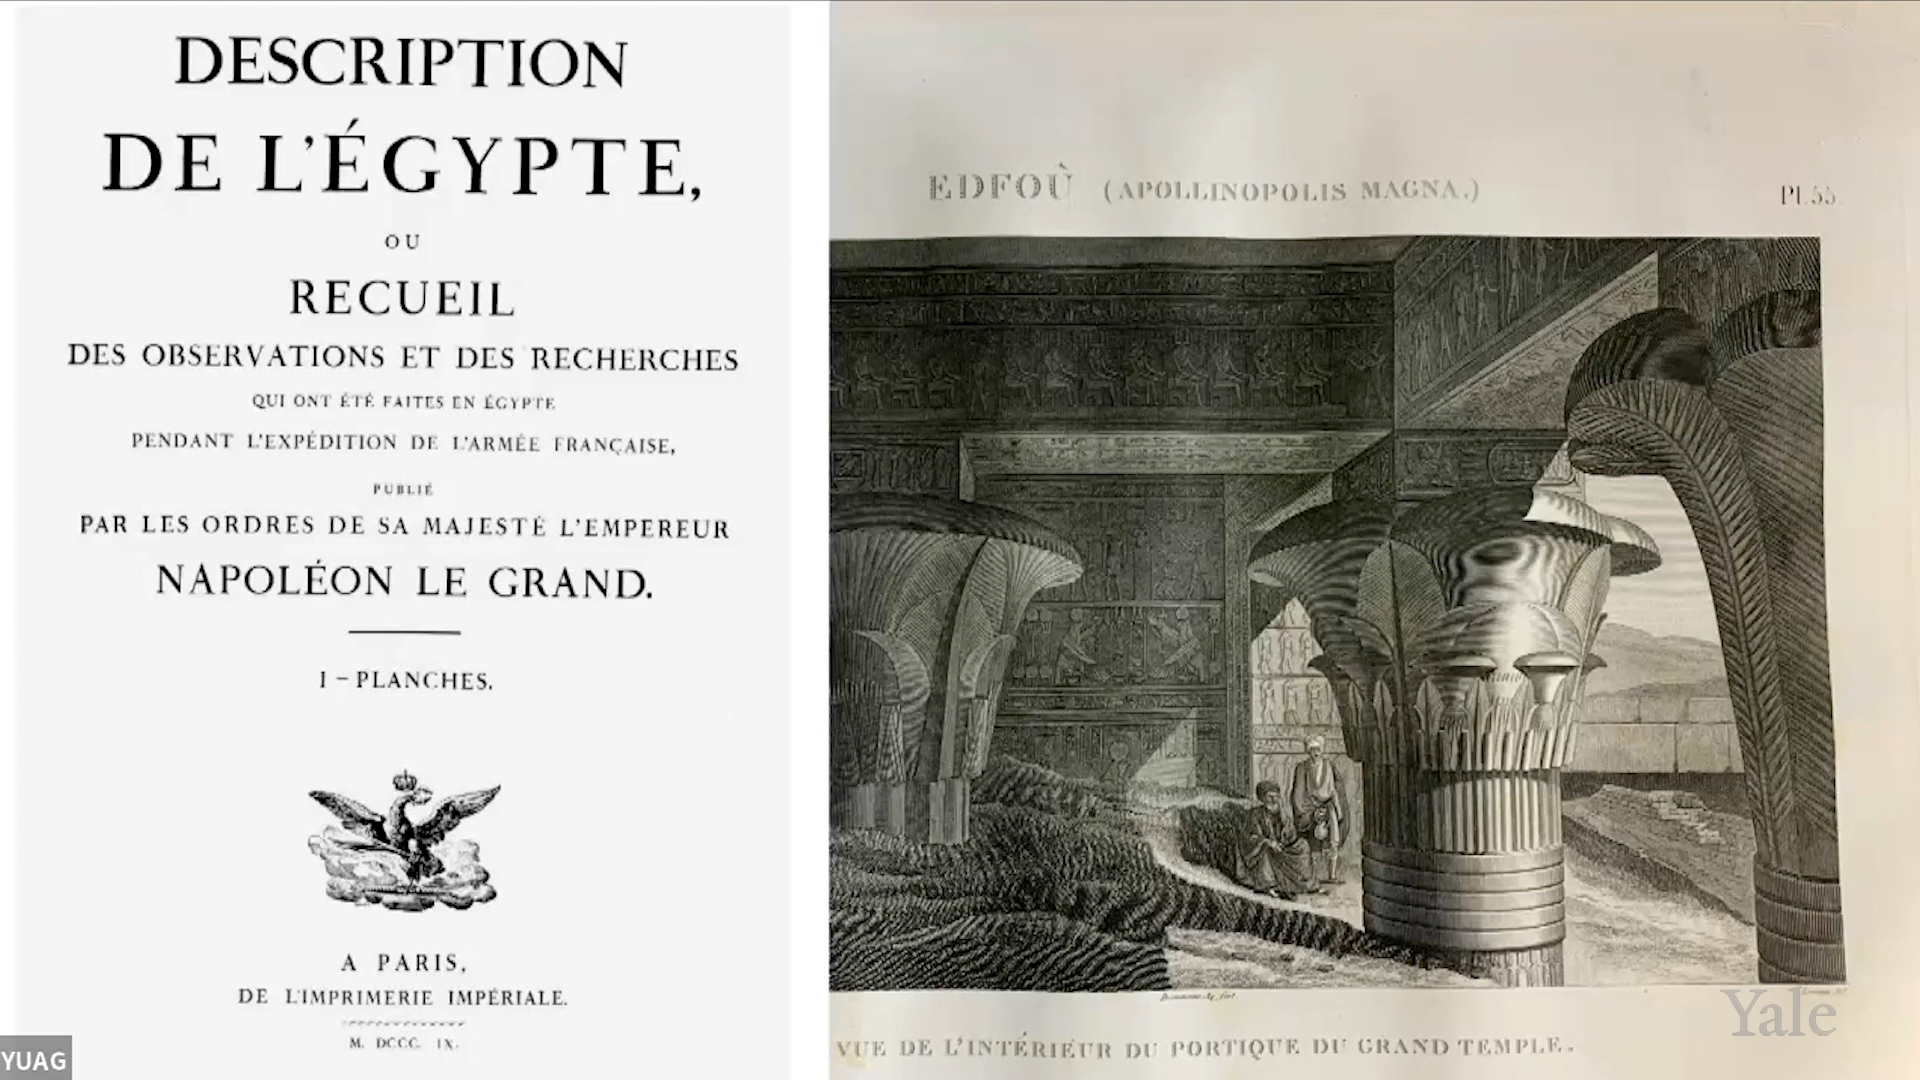 DESCRIPTION
DE L'ÉGYPTE,
OU
RECUEIL
DES OBSERVATIONS ET DES RECHERCHES
QUI ONT ÉTÉ FAITES EN ÉGYPTE
PENDANT L'EXPÉDITION DE L'ARMÉE FRANÇAISE,
PUBLIÉ
PAR LES ORDRES DE SA MAJESTÉ L'EMPEREUR
NAPOLÉON LE GRAND.
I – PLANCHES.
A PARIS,
DE L'IMPRIMERIE IMPÉRIALE.
M. DCCC. IX.
YUAG
EDFOÙ (APOLLINOPOLIS MAGNA.)
Pl. 55.
VUE DE L'INTÉRIEUR DU PORTIQUE DU GRAND TEMPLE.
Yale